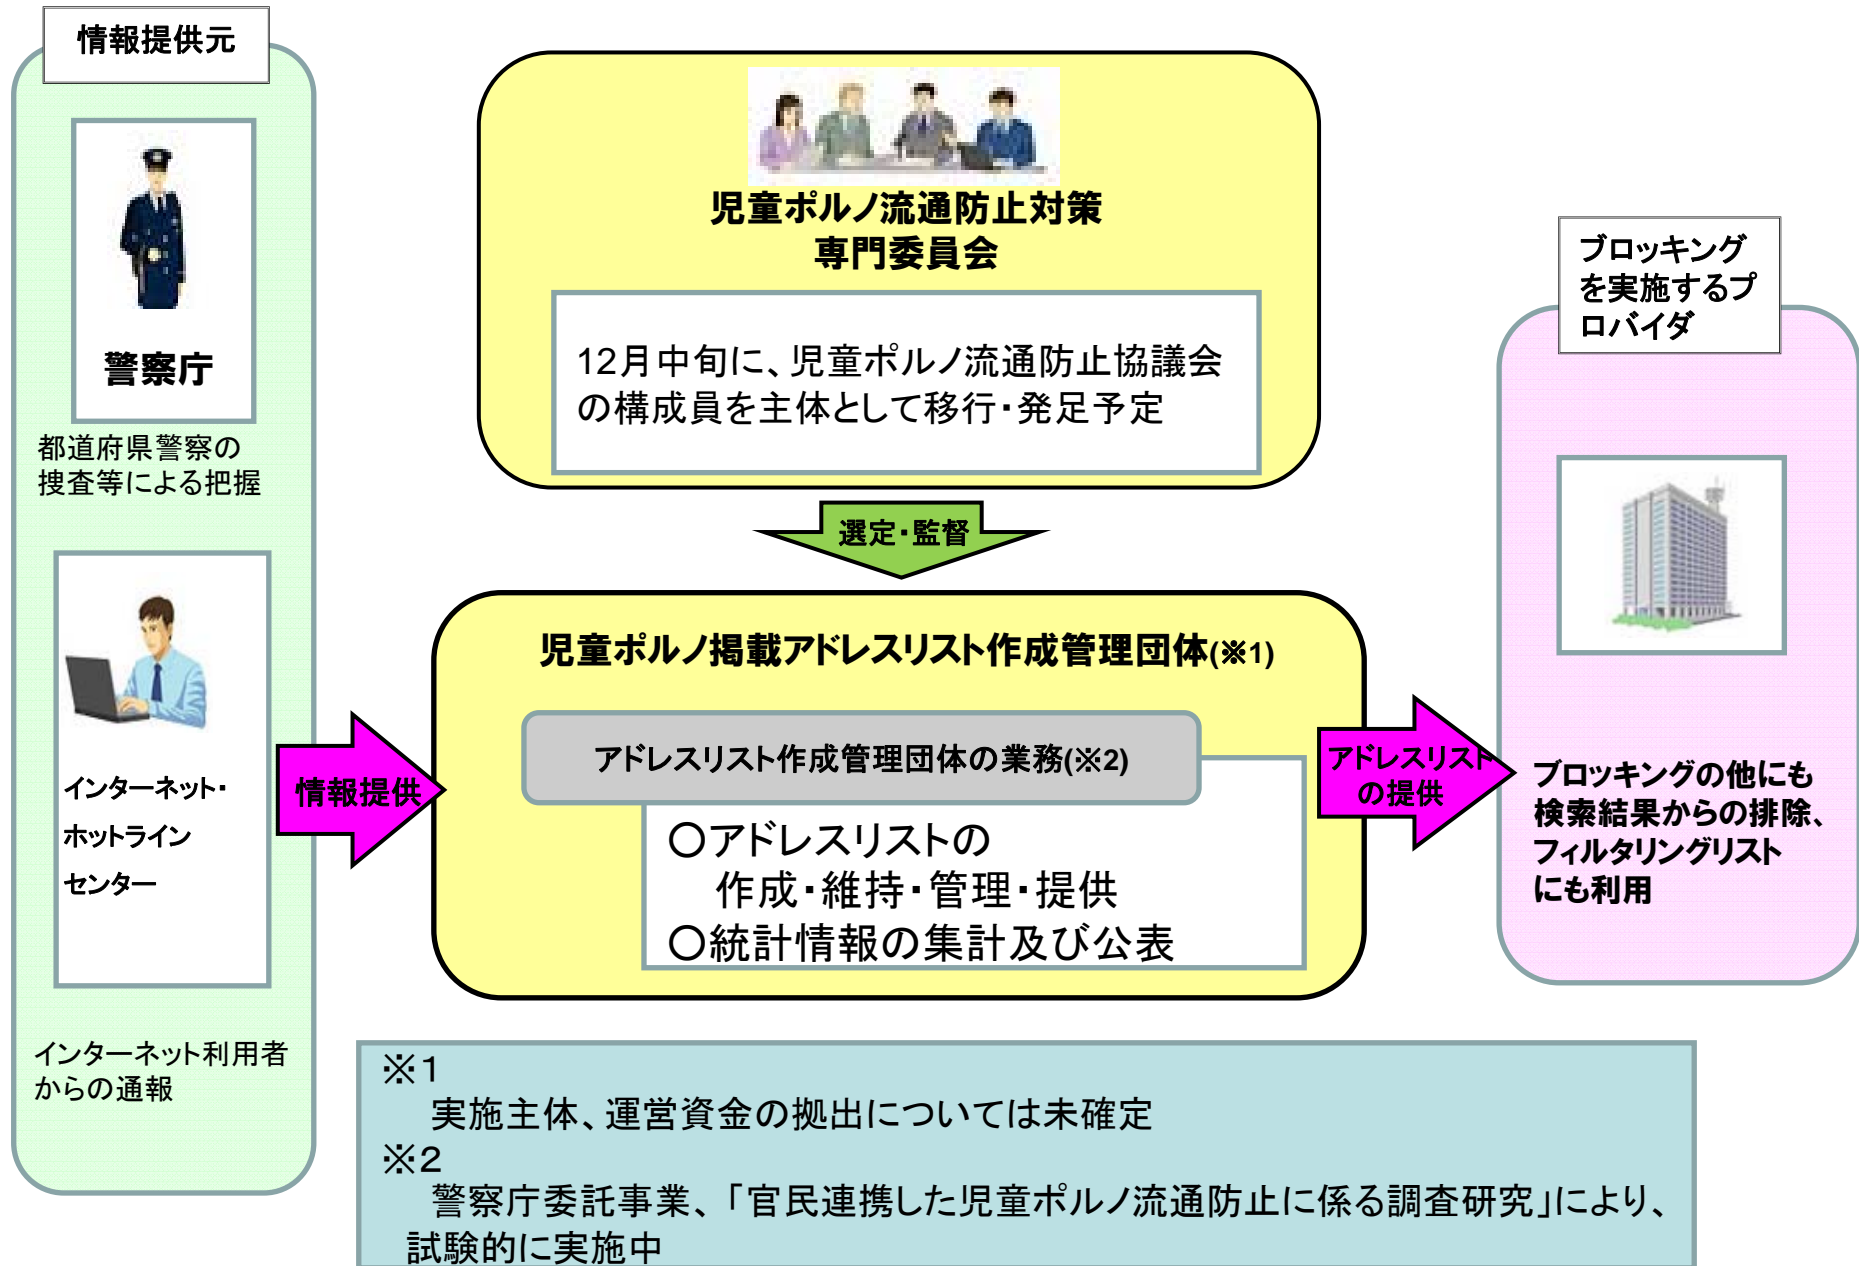 情報提供元
警察庁
都道府県警察の
捜査等による把握
インターネット・
ホットライン
センター
インターネット利用者
からの通報
児童ポルノ流通防止対策
専門委員会
12月中旬に、児童ポルノ流通防止協議会
の構成員を主体として移行・発足予定
選定・監督
児童ポルノ掲載アドレスリスト作成管理団体(※1)
アドレスリスト作成管理団体の業務(※2)
○アドレスリストの
作成・維持・管理・提供
○統計情報の集計及び公表
情報提供
アドレスリスト
の提供
ブロッキング
を実施するプ
ロバイダ
ブロッキングの他にも
検索結果からの排除、
フィルタリングリスト
にも利用
※1
実施主体、運営資金の拠出については未確定
※2
警察庁委託事業、「官民連携した児童ポルノ流通防止に係る調査研究」により、
試験的に実施中